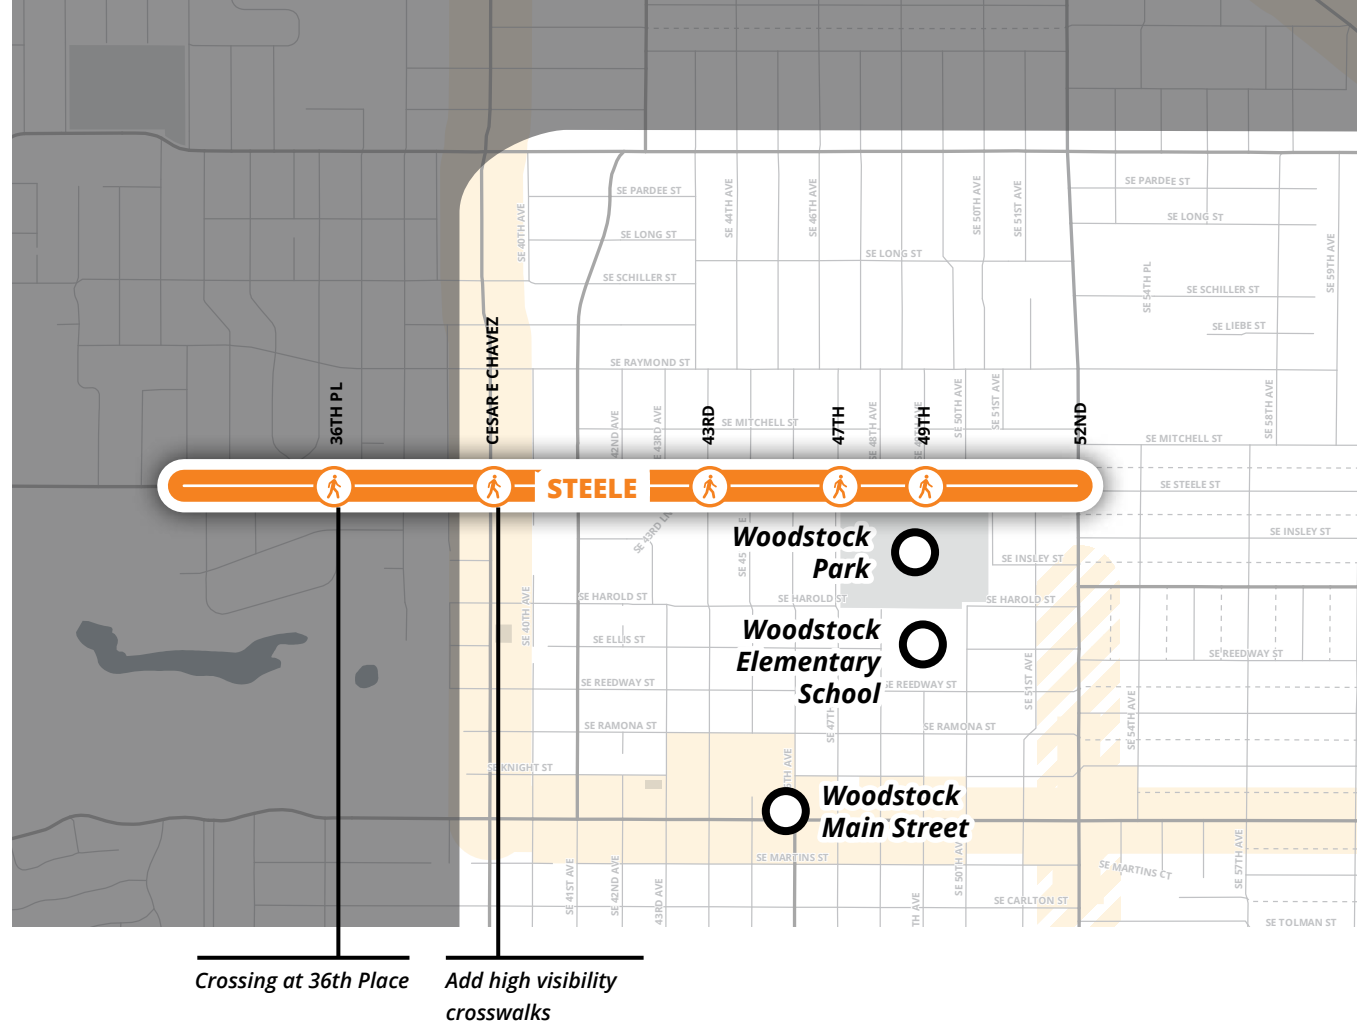 SE PARDEE ST
SE PARDEE ST
SE 40TH AVE
SE 44TH AVE
SE 46TH AVE
SE 50TH AVE
SE 51ST AVE
SE LONG ST
SE LONG ST
SE LONG ST
SE 59TH AVE
SE SCHILLER ST
SE 54TH PL
SE SCHILLER ST
SE LIEBE ST
CESAR E CHAVEZ
SE RAYMOND ST
36TH PL
42ND AVE
SE 43RD AVE
43RD
SE MITCHELL ST
47TH
SE 48TH AVE
49TH
SE 50TH AVE
SE 51ST AVE
52ND
SE 58TH AVE
SE MITCHELL ST
STEELE
SE STEELE ST
SE 43RD
SE 45
Woodstock
Park
SE INSLEY ST
SE INSLEY ST
SE 40TH AVE
SE HAROLD ST
SE HAROLD ST
SE HAROLD ST
SE ELLIS ST
Woodstock
Elementary
School
SE REEDWAY ST
SE REEDWAY ST
SE REEDWAY ST
SE 51ST AVE
SE RAMONA ST
SE 47TH
SE RAMONA ST
SE 54TH AVE
SE KNIGHT ST
Woodstock
Main Street
SE MARTINS ST
SE MARTINS CT
SE 57TH AVE
SE 41ST AVE
SE 42ND AVE
43RD AVE
TH AVE
SE 50TH AV
SE CARLTON ST
SE TOLMAN ST
Crossing at 36th Place
Add high visibility
crosswalks